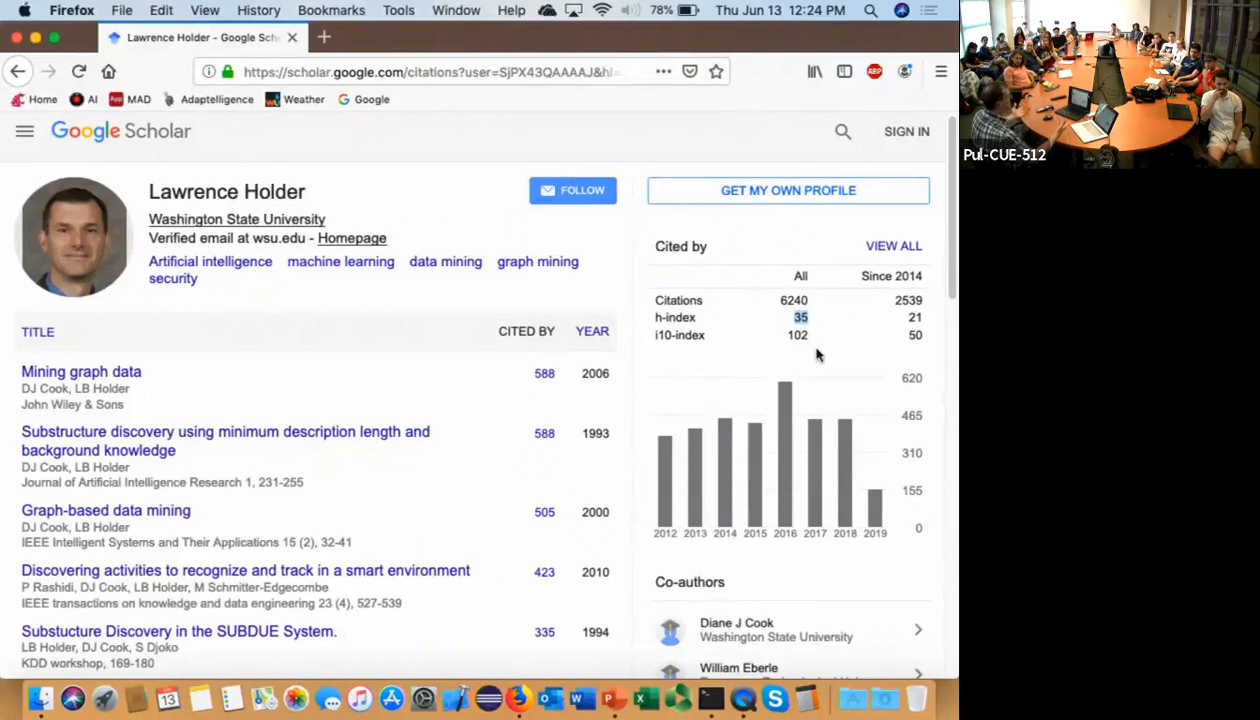 Firefox File Edit View History Bookmarks Tools Window Help 78% Thu Jun 13 12:24 PM
Lawrence Holder - Google Sch
https://scholar.google.com/citations?user=SjPX43QAAAAJ&hl= ABP
Home AI MAD Adaptelligence Weather Google
Google Scholar SIGN IN
Lawrence Holder FOLLOW
Washington State University
Verified email at wsu.edu - Homepage
Artificial intelligence machine learning data mining graph mining
security
TITLE CITED BY YEAR
Mining graph data 588 2006
DJ Cook, LB Holder
John Wiley & Sons
Substructure discovery using minimum description length and
background knowledge 588 1993
DJ Cook, LB Holder
Journal of Artificial Intelligence Research 1, 231-255
Graph-based data mining 505 2000
DJ Cook, LB Holder
IEEE Intelligent Systems and Their Applications 15 (2), 32-41
Discovering activities to recognize and track in a smart environment 423 2010
P Rashidi, DJ Cook, LB Holder, M Schmitter-Edgecombe
IEEE transactions on knowledge and data engineering 23 (4), 527-539
Substucture Discovery in the SUBDUE System. 335 1994
LB Holder, DJ Cook, S Djoko
KDD workshop, 169-180
GET MY OWN PROFILE
Cited by VIEW ALL
All Since 2014
Citations 6240 2539
h-index 35 21
i10-index 102 50
620
465
310
155
0
2012 2013 2014 2015 2016 2017 2018 2019
Co-authors
Diane J Cook
Washington State University
William Eberle
Pul-CUE-512
13